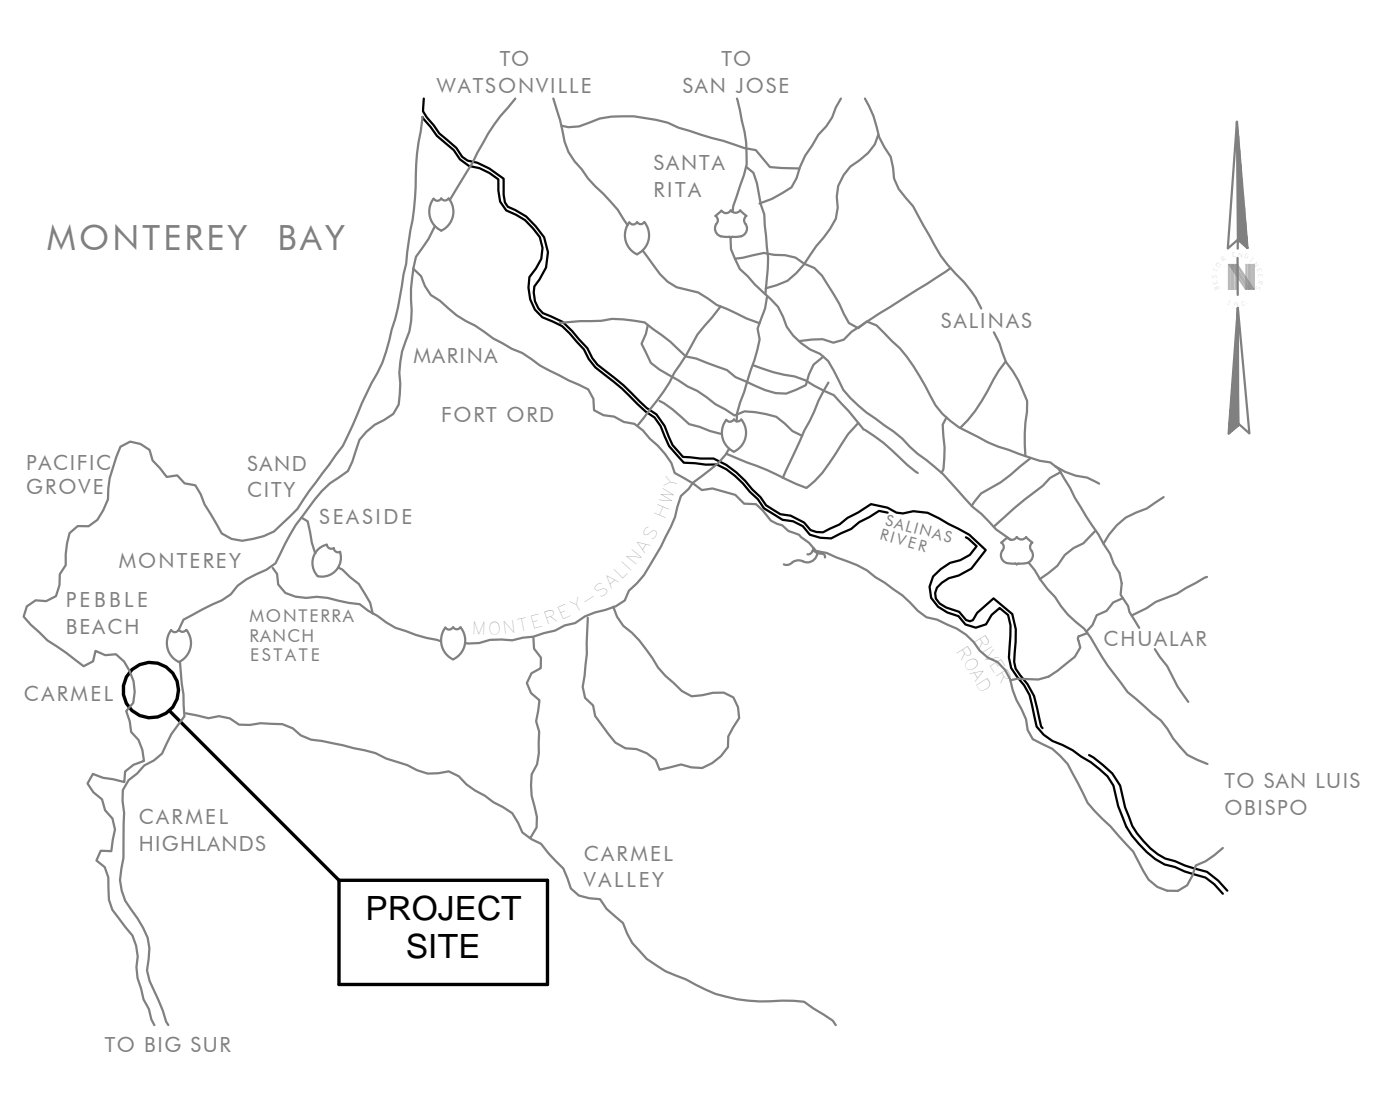 TO
WATSONVILLE
TO
SAN JOSE
SANTA
RITA
MONTEREY BAY
N
SALINAS
MARINA
FORT ORD
PACIFIC
GROVE
SAND
CITY
SEASIDE
MONTEREY-SALINAS HWY
SALINAS
RIVER
MONTEREY
PEBBLE
BEACH
MONTERRA
RANCH
ESTATE
RIVER
ROAD
CHUALAR
CARMEL
TO SAN LUIS
OBISPO
CARMEL
HIGHLANDS
CARMEL
VALLEY
PROJECT
SITE
TO BIG SUR